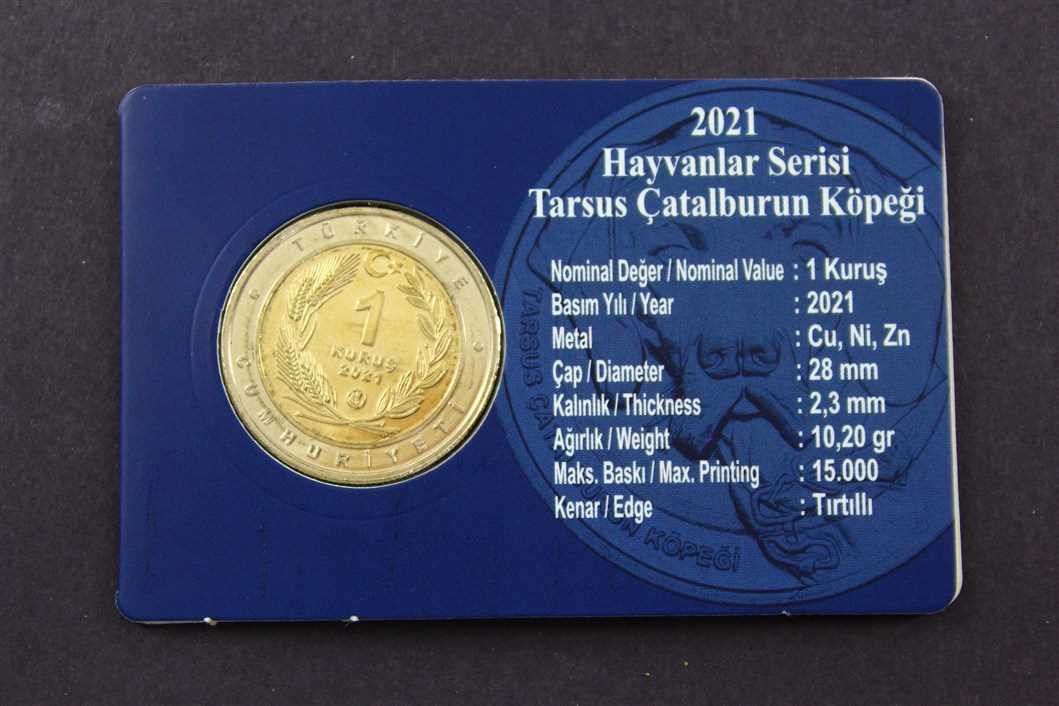 2021
Hayvanlar Serisi
Tarsus Çatalburun Köpeği
Nominal Değer / Nominal Value : 1 Kuruş
Basım Yılı / Year : 2021
Metal : Cu, Ni, Zn
Çap / Diameter : 28 mm
Kalınlık / Thickness : 2,3 mm
Ağırlık / Weight : 10,20 gr
Maks. Baskı / Max. Printing : 15.000
Kenar / Edge : Tırtıllı
TÜRKİYE
CUMHURİYETİ
1
KURUŞ
2021
TARSUS
KÖPEĞİ